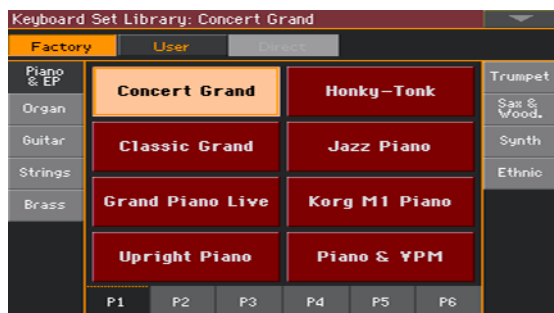 Keyboard Set Library: Concert Grand
Factory
User
Direct
Piano
& EP
Organ
Guitar
Strings
Brass
Concert Grand
Honky-Tonk
Classic Grand
Jazz Piano
Grand Piano Live
Korg M1 Piano
Upright Piano
Piano & VPM
Trumpet
Sax &
Wood.
Synth
Ethnic
P1
P2
P3
P4
P5
P6